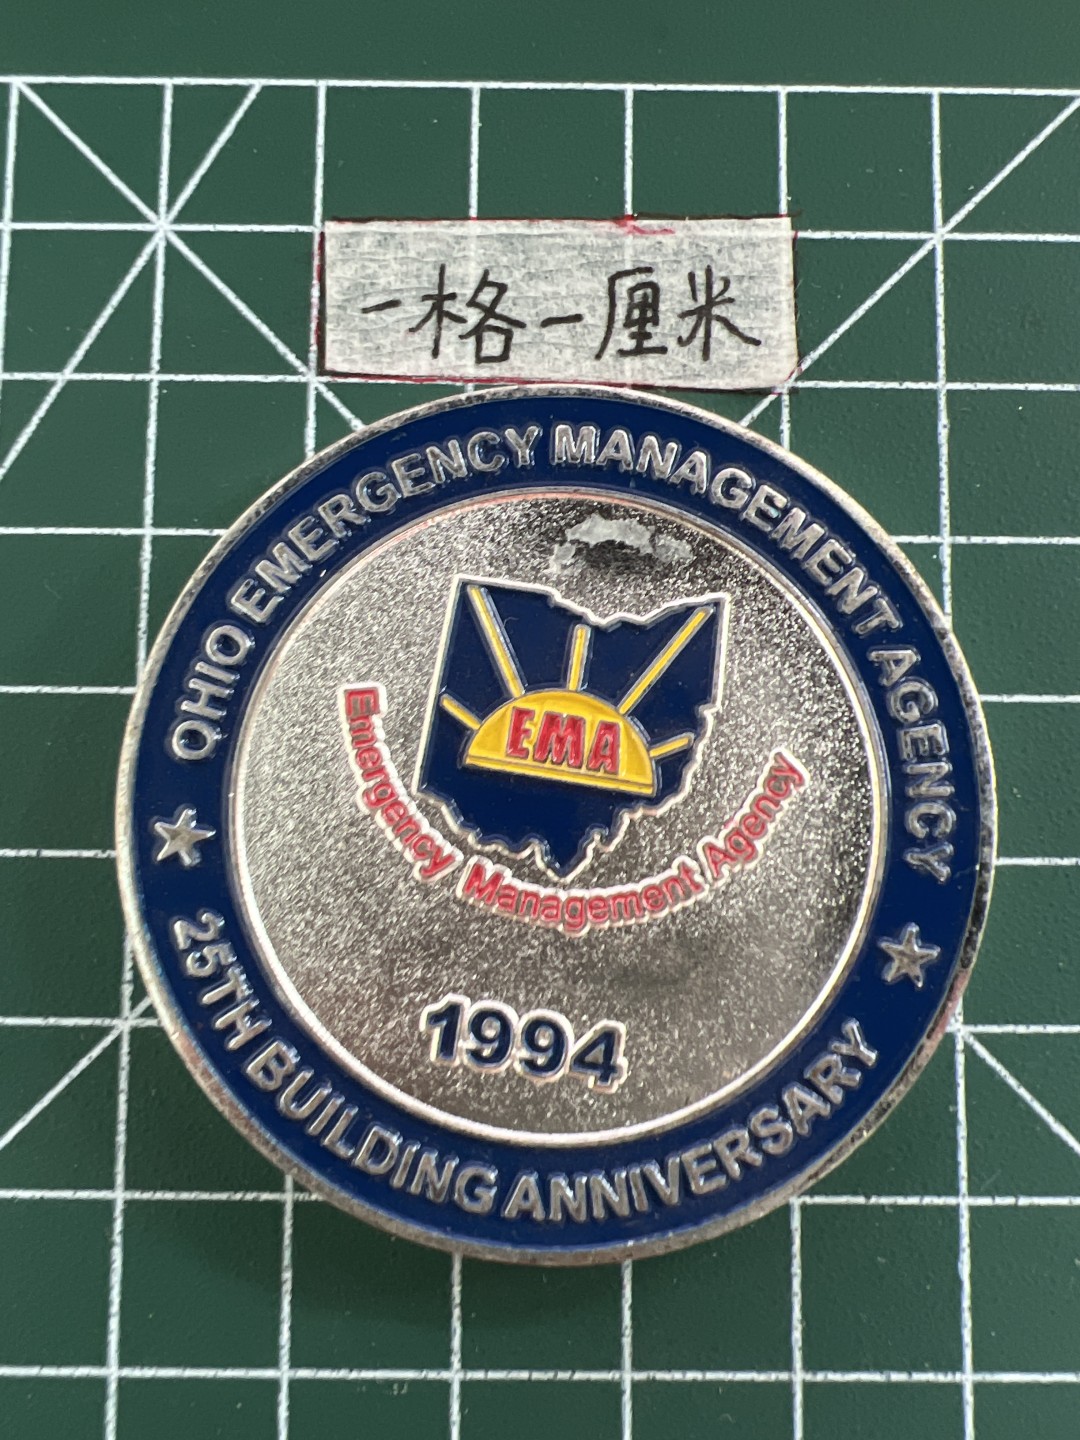 一格一厘米
OHIO EMERGENCY MANAGEMENT AGENCY
EMA
Emergency Management Agency
1994
25TH BUILDING ANNIVERSARY